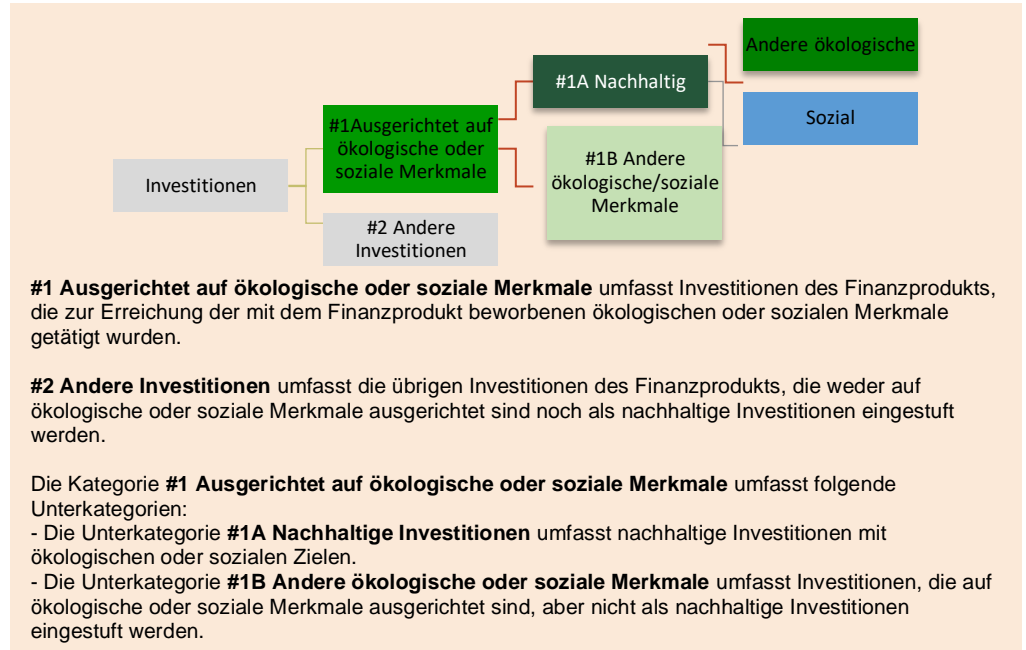 Andere ökologische
#1A Nachhaltig
Sozial
#1Ausgerichtet auf
ökologische oder
soziale Merkmale
#1B Andere
ökologische/soziale
Merkmale
Investitionen
#2 Andere
Investitionen
#1 Ausgerichtet auf ökologische oder soziale Merkmale umfasst Investitionen des Finanzprodukts,
die zur Erreichung der mit dem Finanzprodukt beworbenen ökologischen oder sozialen Merkmale
getätigt wurden.
#2 Andere Investitionen umfasst die übrigen Investitionen des Finanzprodukts, die weder auf
ökologische oder soziale Merkmale ausgerichtet sind noch als nachhaltige Investitionen eingestuft
werden.
Die Kategorie #1 Ausgerichtet auf ökologische oder soziale Merkmale umfasst folgende
Unterkategorien:
- Die Unterkategorie #1A Nachhaltige Investitionen umfasst nachhaltige Investitionen mit
ökologischen oder sozialen Zielen.
- Die Unterkategorie #1B Andere ökologische oder soziale Merkmale umfasst Investitionen, die auf
ökologische oder soziale Merkmale ausgerichtet sind, aber nicht als nachhaltige Investitionen
eingestuft werden.